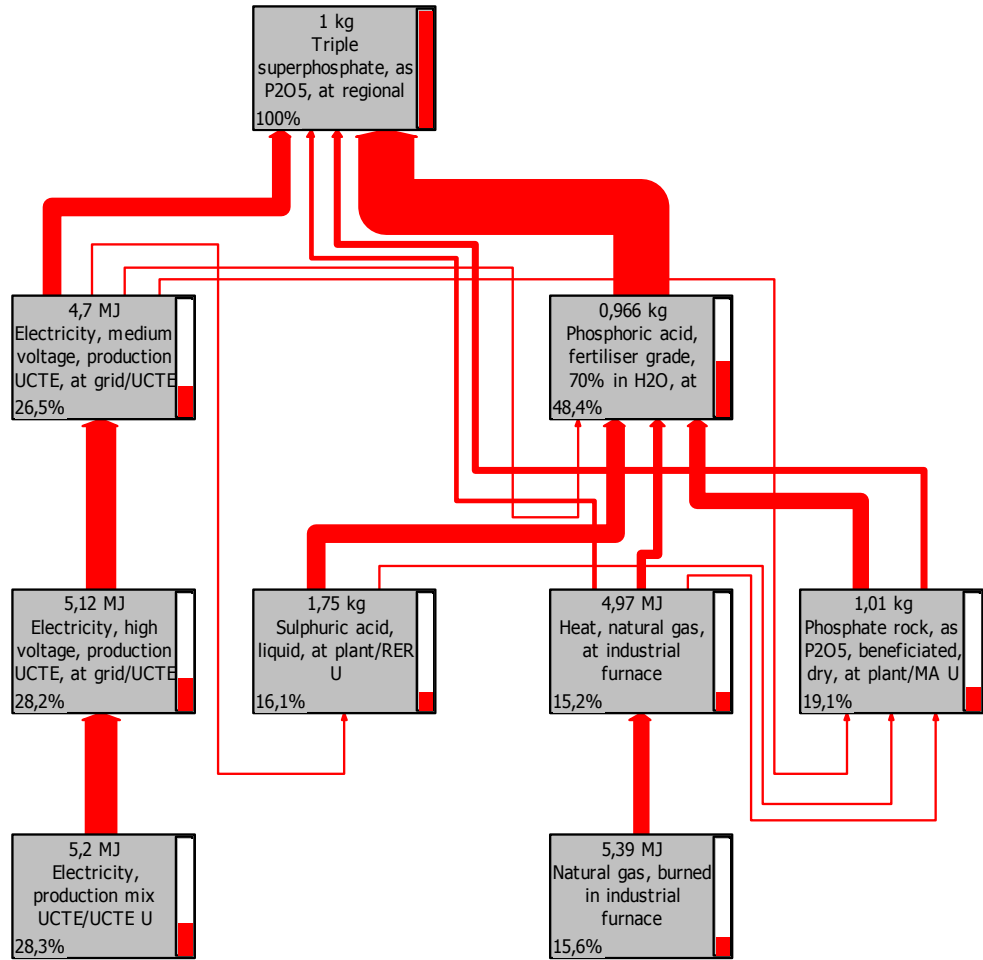 1 kg
Triple
superphosphate, as
P2O5, at regional
100%
4,7 MJ
Electricity, medium
voltage, production
UCTE, at grid/UCTE
26,5%
0,966 kg
Phosphoric acid,
fertiliser grade,
70% in H2O, at
48,4%
5,12 MJ
Electricity, high
voltage, production
UCTE, at grid/UCTE
28,2%
1,75 kg
Sulphuric acid,
liquid, at plant/RER
U
16,1%
4,97 MJ
Heat, natural gas,
at industrial
furnace
15,2%
1,01 kg
Phosphate rock, as
P2O5, beneficiated,
dry, at plant/MA U
19,1%
5,2 MJ
Electricity,
production mix
UCTE/UCTE U
28,3%
5,39 MJ
Natural gas, burned
in industrial
furnace
15,6%